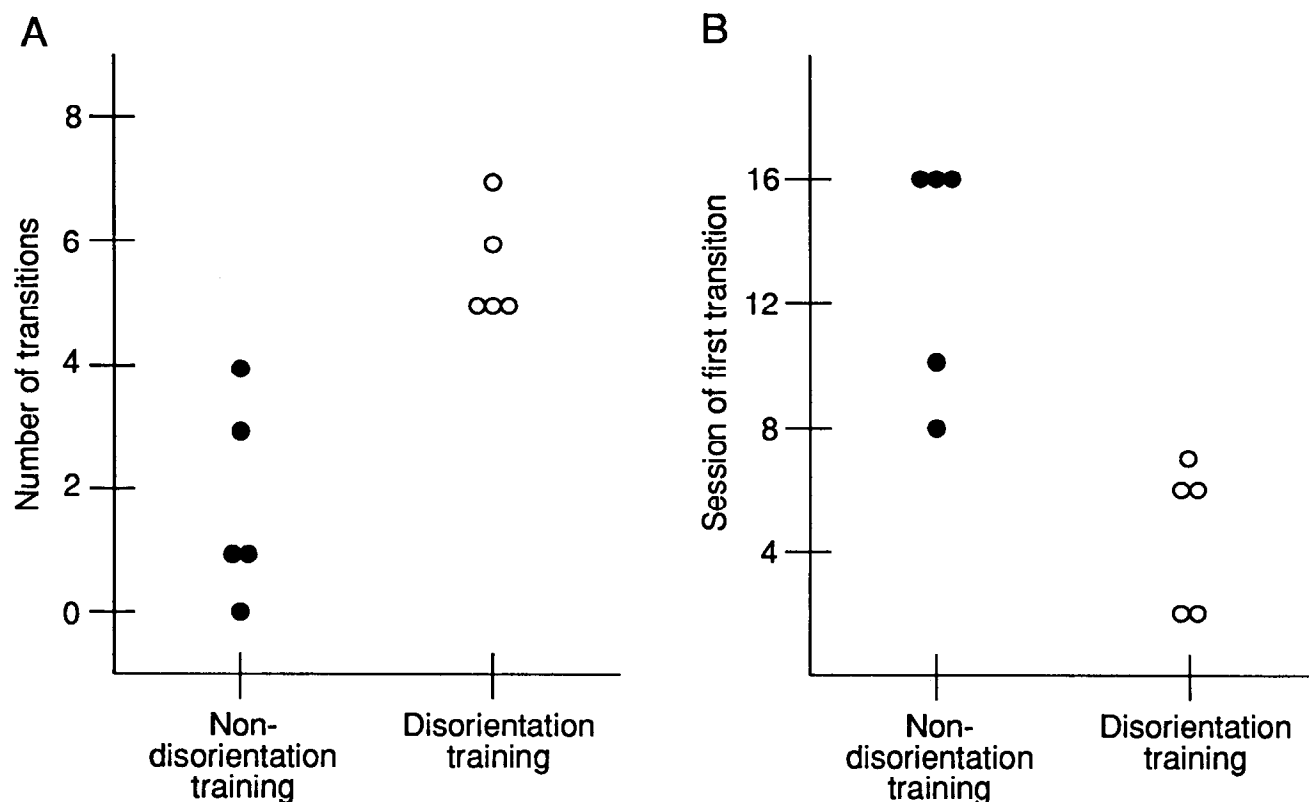 A
Number of transitions
8
6
4
2
0
Non-
disorientation
training
Disorientation
training
B
Session of first transition
16
12
8
4
Non-
disorientation
training
Disorientation
training